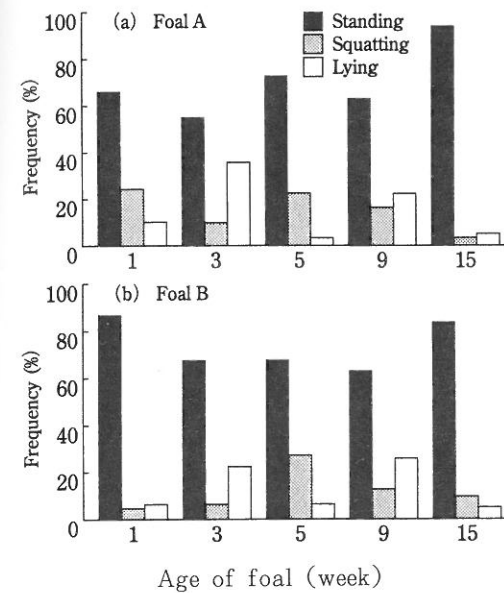 100
(a) Foal A
Standing
Squatting
Lying
80
60
40
20
0
Frequency (%)
1 3 5 9 15
100
(b) Foal B
80
60
40
20
0
Frequency (%)
1 3 5 9 15
Age of foal (week)